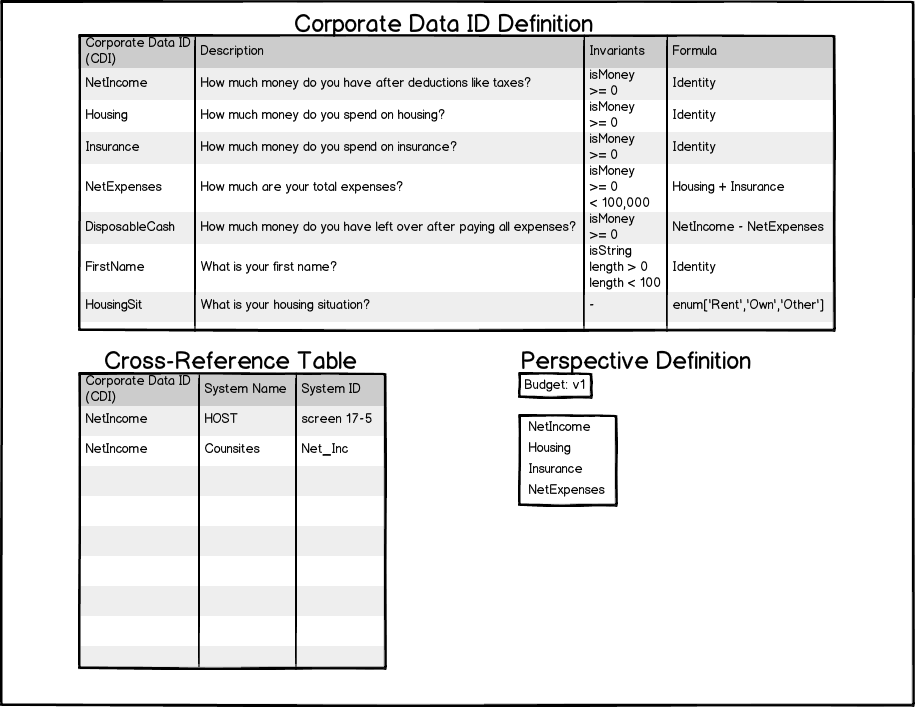 Corporate Data ID Definition
Corporate Data ID (CDI) Description Invariants Formula
NetIncome How much money do you have after deductions like taxes? isMoney >= 0 Identity
Housing How much money do you spend on housing? isMoney >= 0 Identity
Insurance How much money do you spend on insurance? isMoney >= 0 Identity
NetExpenses How much are your total expenses? isMoney >= 0 < 100,000 Housing + Insurance
DisposableCash How much money do you have left over after paying all expenses? isMoney >= 0 NetIncome - NetExpenses
FirstName What is your first name? isString length > 0 length < 100 Identity
HousingSit What is your housing situation? - enum['Rent','Own','Other']
Cross-Reference Table
Corporate Data ID (CDI) System Name System ID
NetIncome HOST screen 17-5
NetIncome Counsites Net_Inc
Perspective Definition
Budget: v1
NetIncome
Housing
Insurance
NetExpenses